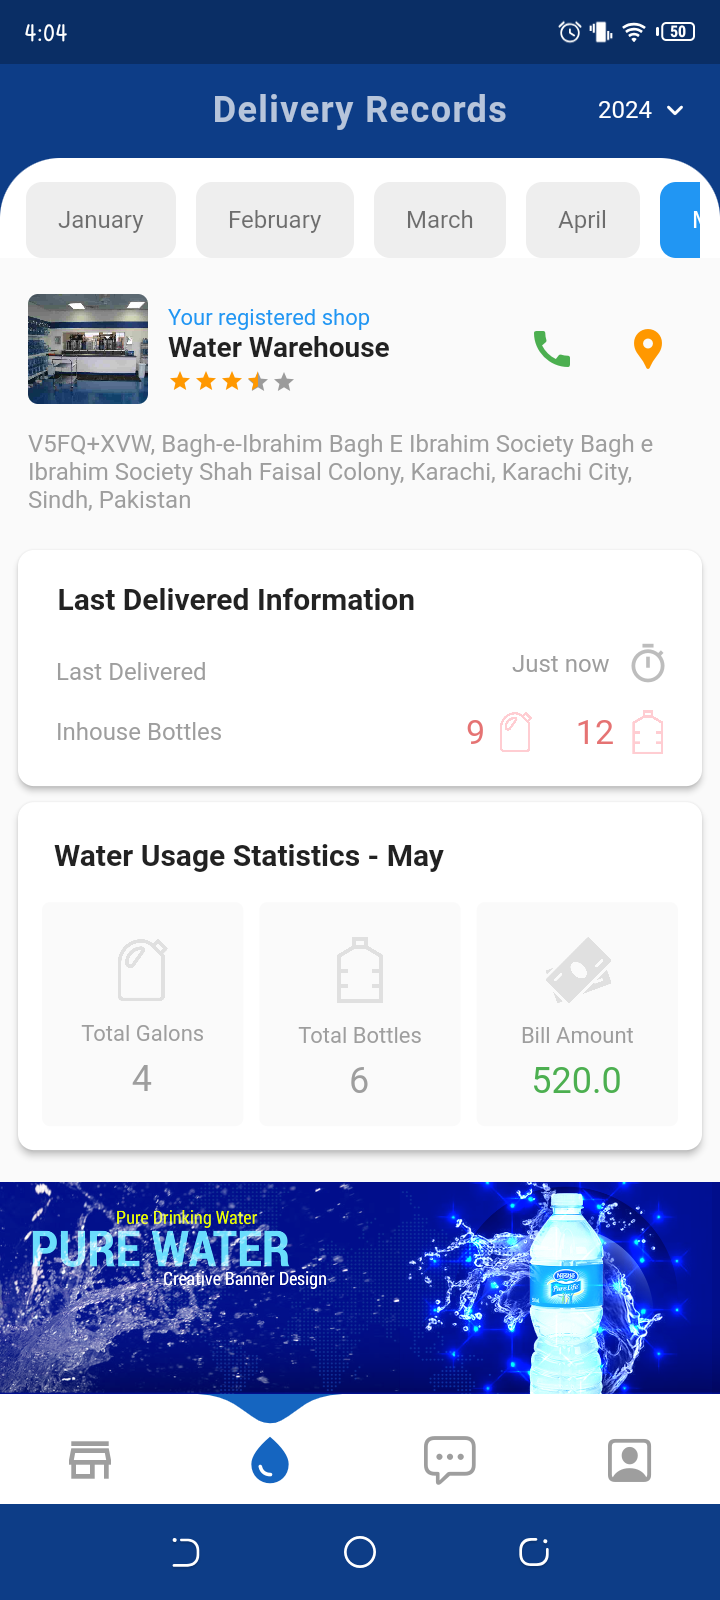 4:04
50
Delivery Records
2024
January
February
March
April
Your registered shop
Water Warehouse
V5FQ+XVW, Bagh-e-Ibrahim Bagh E Ibrahim Society Bagh e
Ibrahim Society Shah Faisal Colony, Karachi, Karachi City,
Sindh, Pakistan
Last Delivered Information
Last Delivered
Just now
Inhouse Bottles
9
12
Water Usage Statistics - May
Total Galons
4
Total Bottles
6
Bill Amount
520.0
Pure Drinking Water
PURE WATER
Creative Banner Design
Nestlé
Pure Life